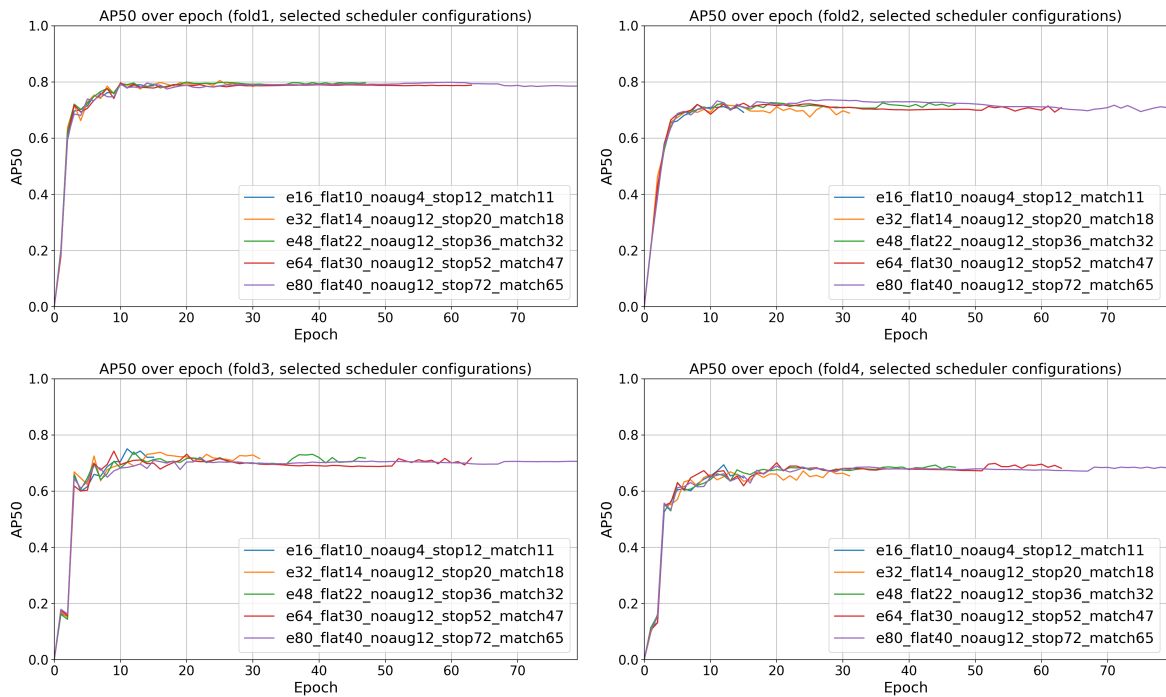 AP50 over epoch (fold1, selected scheduler configurations)
1.0
0.8
0.6
0.4
0.2
0.0
AP50
0 10 20 30 40 50 60 70
Epoch
e16_flat10_noaug4_stop12_match11
e32_flat14_noaug12_stop20_match18
e48_flat22_noaug12_stop36_match32
e64_flat30_noaug12_stop52_match47
e80_flat40_noaug12_stop72_match65
AP50 over epoch (fold2, selected scheduler configurations)
1.0
0.8
0.6
0.4
0.2
0.0
AP50
0 10 20 30 40 50 60 70
Epoch
e16_flat10_noaug4_stop12_match11
e32_flat14_noaug12_stop20_match18
e48_flat22_noaug12_stop36_match32
e64_flat30_noaug12_stop52_match47
e80_flat40_noaug12_stop72_match65
AP50 over epoch (fold3, selected scheduler configurations)
1.0
0.8
0.6
0.4
0.2
0.0
AP50
0 10 20 30 40 50 60 70
Epoch
e16_flat10_noaug4_stop12_match11
e32_flat14_noaug12_stop20_match18
e48_flat22_noaug12_stop36_match32
e64_flat30_noaug12_stop52_match47
e80_flat40_noaug12_stop72_match65
AP50 over epoch (fold4, selected scheduler configurations)
1.0
0.8
0.6
0.4
0.2
0.0
AP50
0 10 20 30 40 50 60 70
Epoch
e16_flat10_noaug4_stop12_match11
e32_flat14_noaug12_stop20_match18
e48_flat22_noaug12_stop36_match32
e64_flat30_noaug12_stop52_match47
e80_flat40_noaug12_stop72_match65